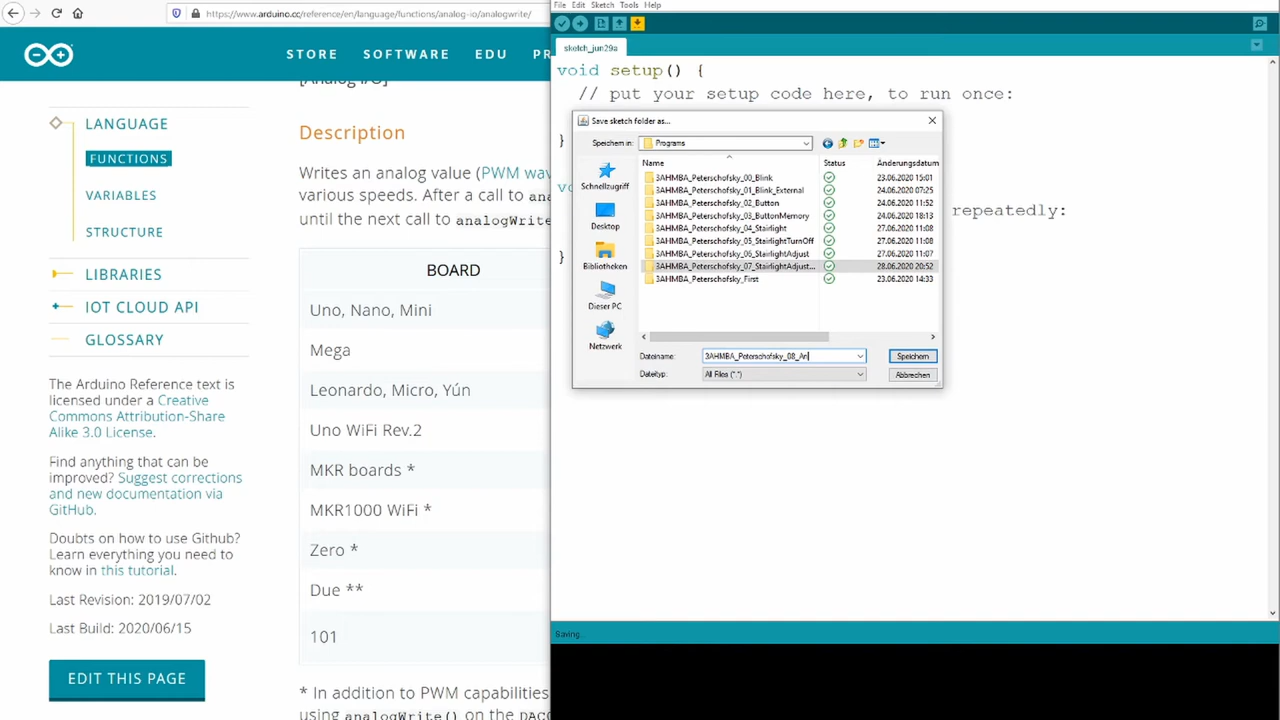 https://www.arduino.cc/reference/en/language/functions/analog-io/analogwrite/
STORE SOFTWARE EDU PR
[Analog I/O]
LANGUAGE
FUNCTIONS
VARIABLES
STRUCTURE
LIBRARIES
IOT CLOUD API
GLOSSARY
The Arduino Reference text is
licensed under a Creative
Commons Attribution-Share
Alike 3.0 License.
Find anything that can be
improved? Suggest corrections
and new documentation via
GitHub.
Doubts on how to use Github?
Learn everything you need to
know in this tutorial.
Last Revision: 2019/07/02
Last Build: 2020/06/15
EDIT THIS PAGE
Description
Writes an analog value (PWM wav
various speeds. After a call to ana
until the next call to analogWrite
BOARD
Uno, Nano, Mini
Mega
Leonardo, Micro, Yún
Uno WiFi Rev.2
MKR boards *
MKR1000 WiFi *
Zero *
Due **
101
* In addition to PWM capabilities
using analogWrite() on the DAC
File Edit Sketch Tools Help
sketch_jun29a
void setup() {
// put your setup code here, to run once:
}
vo
repeatedly:
}
Save sketch folder as...
Speichern in: Programs
Schnellzugriff
Desktop
Bibliotheken
Dieser PC
Netzwerk
Name Status Änderungsdatum
3AHMBA_Peterschofsky_00_Blink 23.06.2020 15:01
3AHMBA_Peterschofsky_01_Blink_External 24.06.2020 07:25
3AHMBA_Peterschofsky_02_Button 24.06.2020 11:52
3AHMBA_Peterschofsky_03_ButtonMemory 24.06.2020 18:13
3AHMBA_Peterschofsky_04_Stairlight 27.06.2020 11:08
3AHMBA_Peterschofsky_05_StairlightTurnOff 27.06.2020 11:08
3AHMBA_Peterschofsky_06_StairlightAdjust 27.06.2020 11:07
3AHMBA_Peterschofsky_07_StairlightAdjust... 28.06.2020 20:52
3AHMBA_Peterschofsky_First 23.06.2020 14:33
Dateiname: 3AHMBA_Peterschofsky_08_An Speichern
Dateityp: All Files (*.*) Abbrechen
Saving...